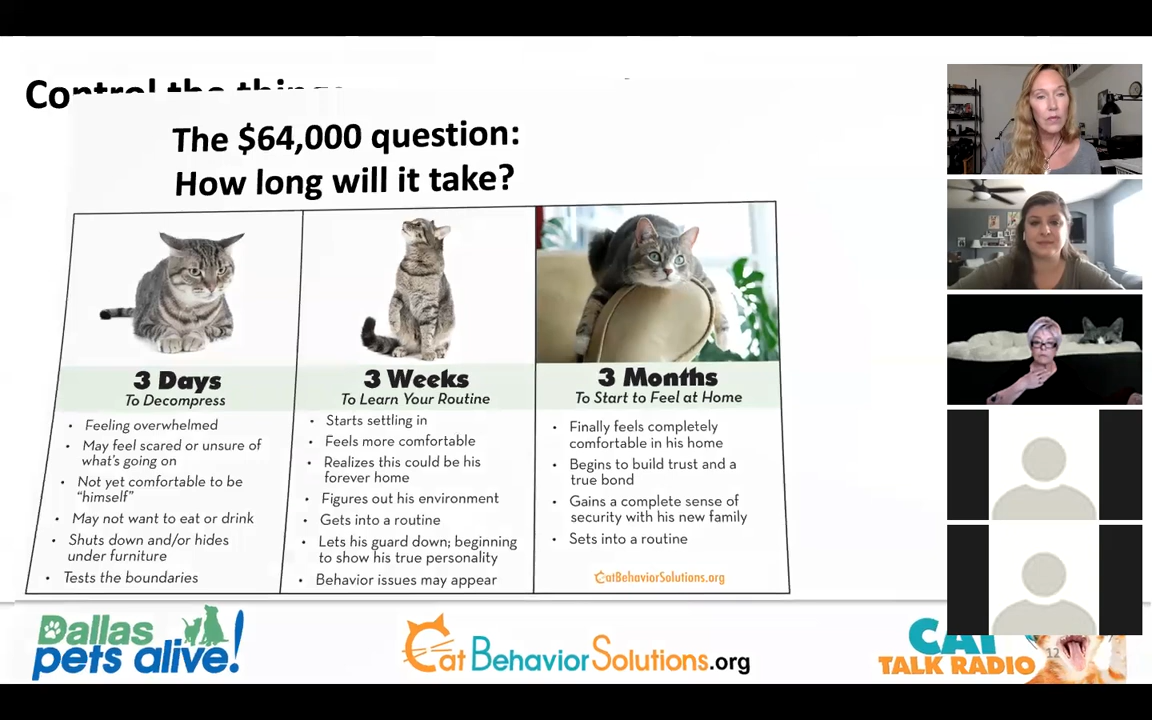 Control the things
The $64,000 question:
How long will it take?
3 Days
To Decompress
• Feeling overwhelmed
• May feel scared or unsure of
what's going on
• Not yet comfortable to be
"himself"
• May not want to eat or drink
• Shuts down and/or hides
under furniture
• Tests the boundaries
3 Weeks
To Learn Your Routine
• Starts settling in
• Feels more comfortable
• Realizes this could be his
forever home
• Figures out his environment
• Gets into a routine
• Lets his guard down; beginning
to show his true personality
• Behavior issues may appear
3 Months
To Start to Feel at Home
• Finally feels completely
comfortable in his home
• Begins to build trust and a
true bond
• Gains a complete sense of
security with his new family
• Sets into a routine
CatBehaviorSolutions.org
Dallas
pets alive!
CatBehaviorSolutions.org
CAT
TALK RADIO
12